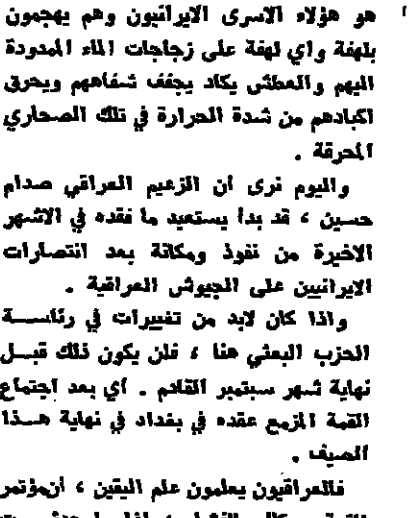 هو هؤلاء الاسرى الايرانيون وهم يهجمون
بلهفة واي لهفة على زجاجات الماء الممدودة
اليهم والعطش يكاد يجفف شفاههم ويحرق
اكبادهم من شدة الحرارة في تلك الصحاري
المحرقة .
واليوم نرى ان الزعيم العراقي صدام
حسين ، قد بدأ يستعيد ما فقده في الاشهر
الاخيرة من نفوذ ومكانة بعد انتصارات
الايرانيين على الجيوش العراقية .
واذا كان لابد من تغييرات في رئاسة
الحزب البعثي هنا ، فلن يكون ذلك قبل
نهاية شهر سبتمبر القادم . أي بعد اجتماع
القمة المزمع عقده في بغداد في نهاية هذا
الصيف .
فالعراقيون يعلمون علم اليقين ، أن مؤتمر